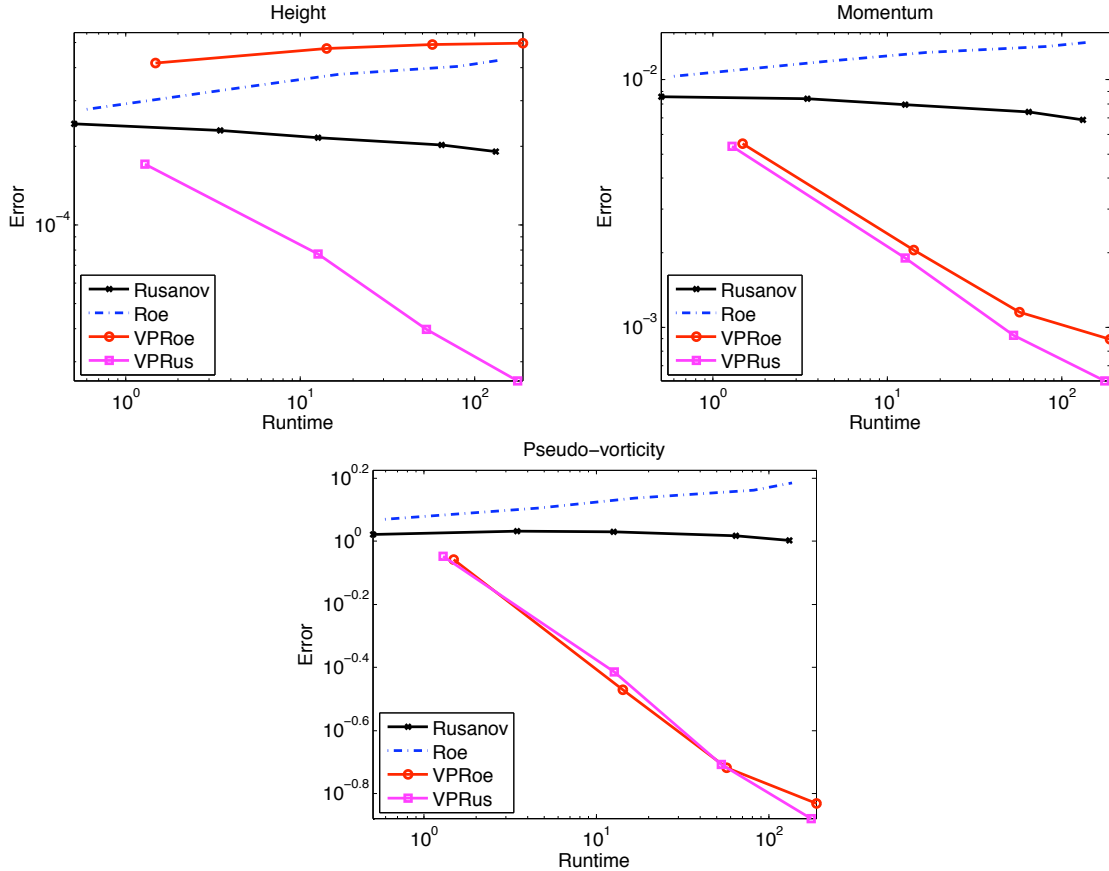 Height
Error
10^-4
Rusanov
Roe
VPRoe
VPRus
10^0
10^1
10^2
Runtime
Momentum
Error
10^-2
10^-3
Rusanov
Roe
VPRoe
VPRus
10^0
10^1
10^2
Runtime
Pseudo-vorticity
Error
10^0.2
10^0
10^-0.2
10^-0.4
10^-0.6
10^-0.8
Rusanov
Roe
VPRoe
VPRus
10^0
10^1
10^2
Runtime